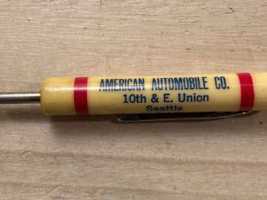 AMERICAN AUTOMOBILE CO.
10th & E. Union
Seattle